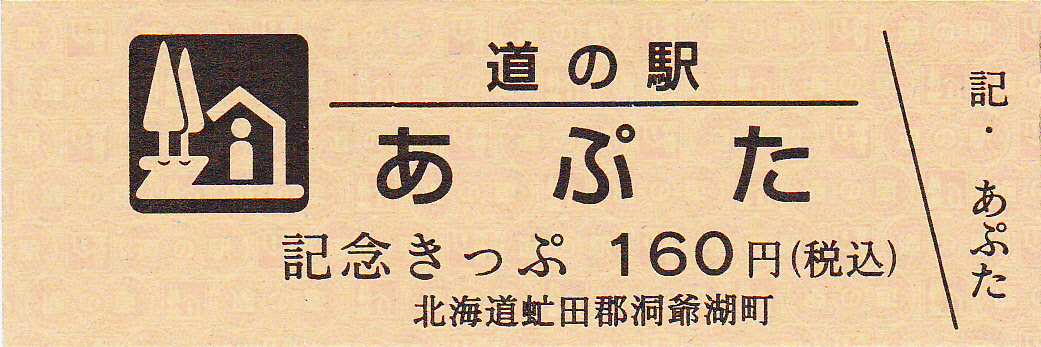 道の駅
あぷた
記念きっぷ 160円(税込)
北海道虻田郡洞爺湖町
記・あぷた